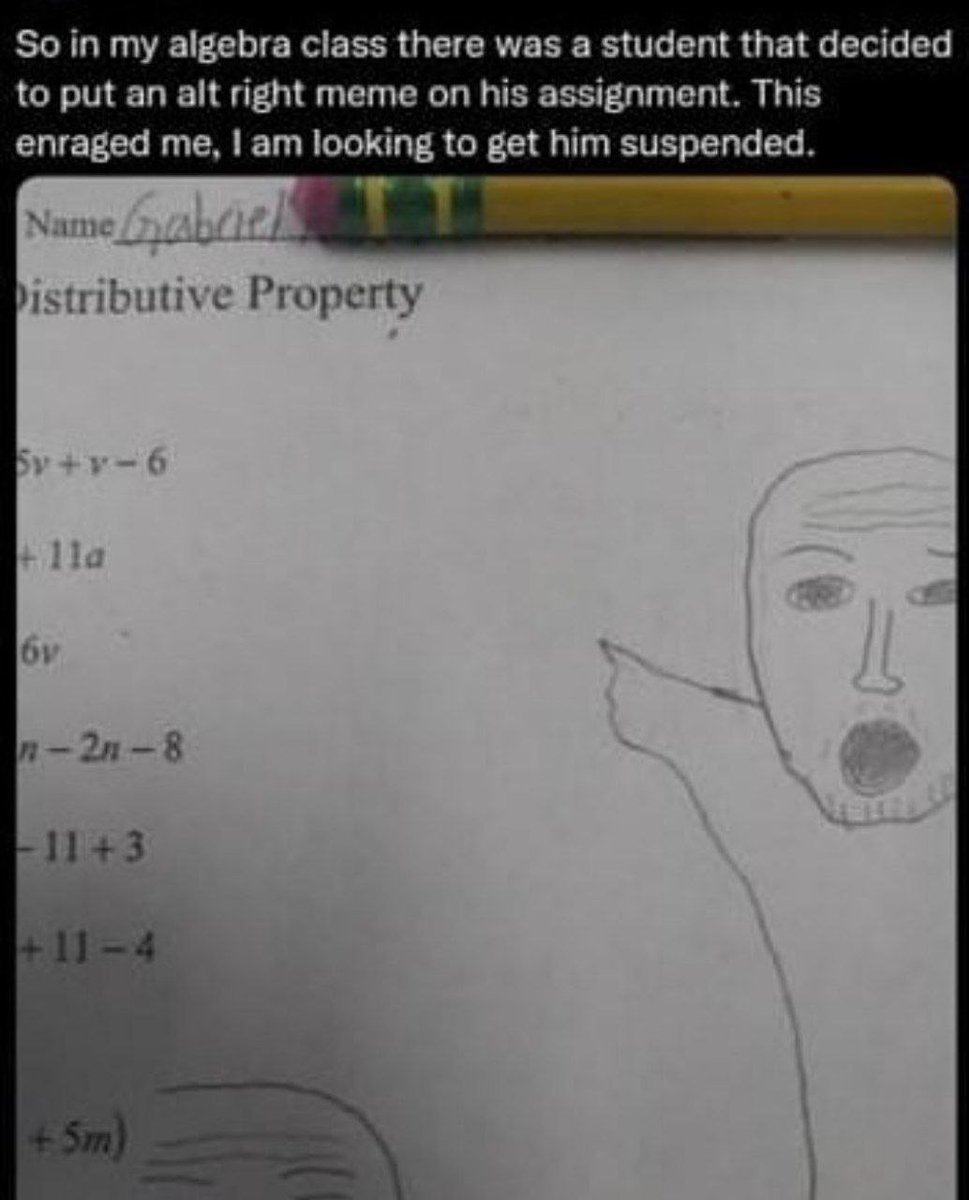 So in my algebra class there was a student that decided
to put an alt right meme on his assignment. This
enraged me, I am looking to get him suspended.
Name Gabriel
Distributive Property
5v + v – 6
+ 11a
6v
n – 2n – 8
– 11 + 3
+ 11 – 4
+ 5m)